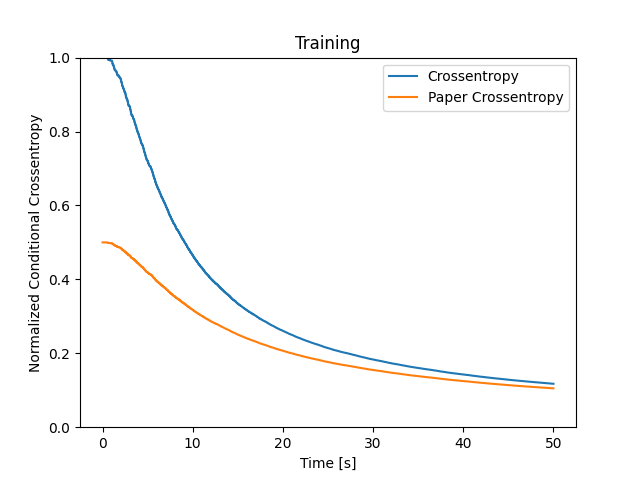 Training
Crossentropy
Paper Crossentropy
Normalized Conditional Crossentropy
1.0
0.8
0.6
0.4
0.2
0.0
0 10 20 30 40 50
Time [s]